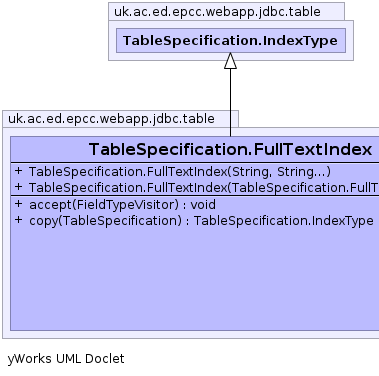 uk.ac.ed.epcc.webapp.jdbc.table
TableSpecification.IndexType
uk.ac.ed.epcc.webapp.jdbc.table
TableSpecification.FullTextIndex
+ TableSpecification.FullTextIndex(String, String...)
+ TableSpecification.FullTextIndex(TableSpecification.FullT
+ accept(FieldTypeVisitor) : void
+ copy(TableSpecification) : TableSpecification.IndexType
yWorks UML Doclet